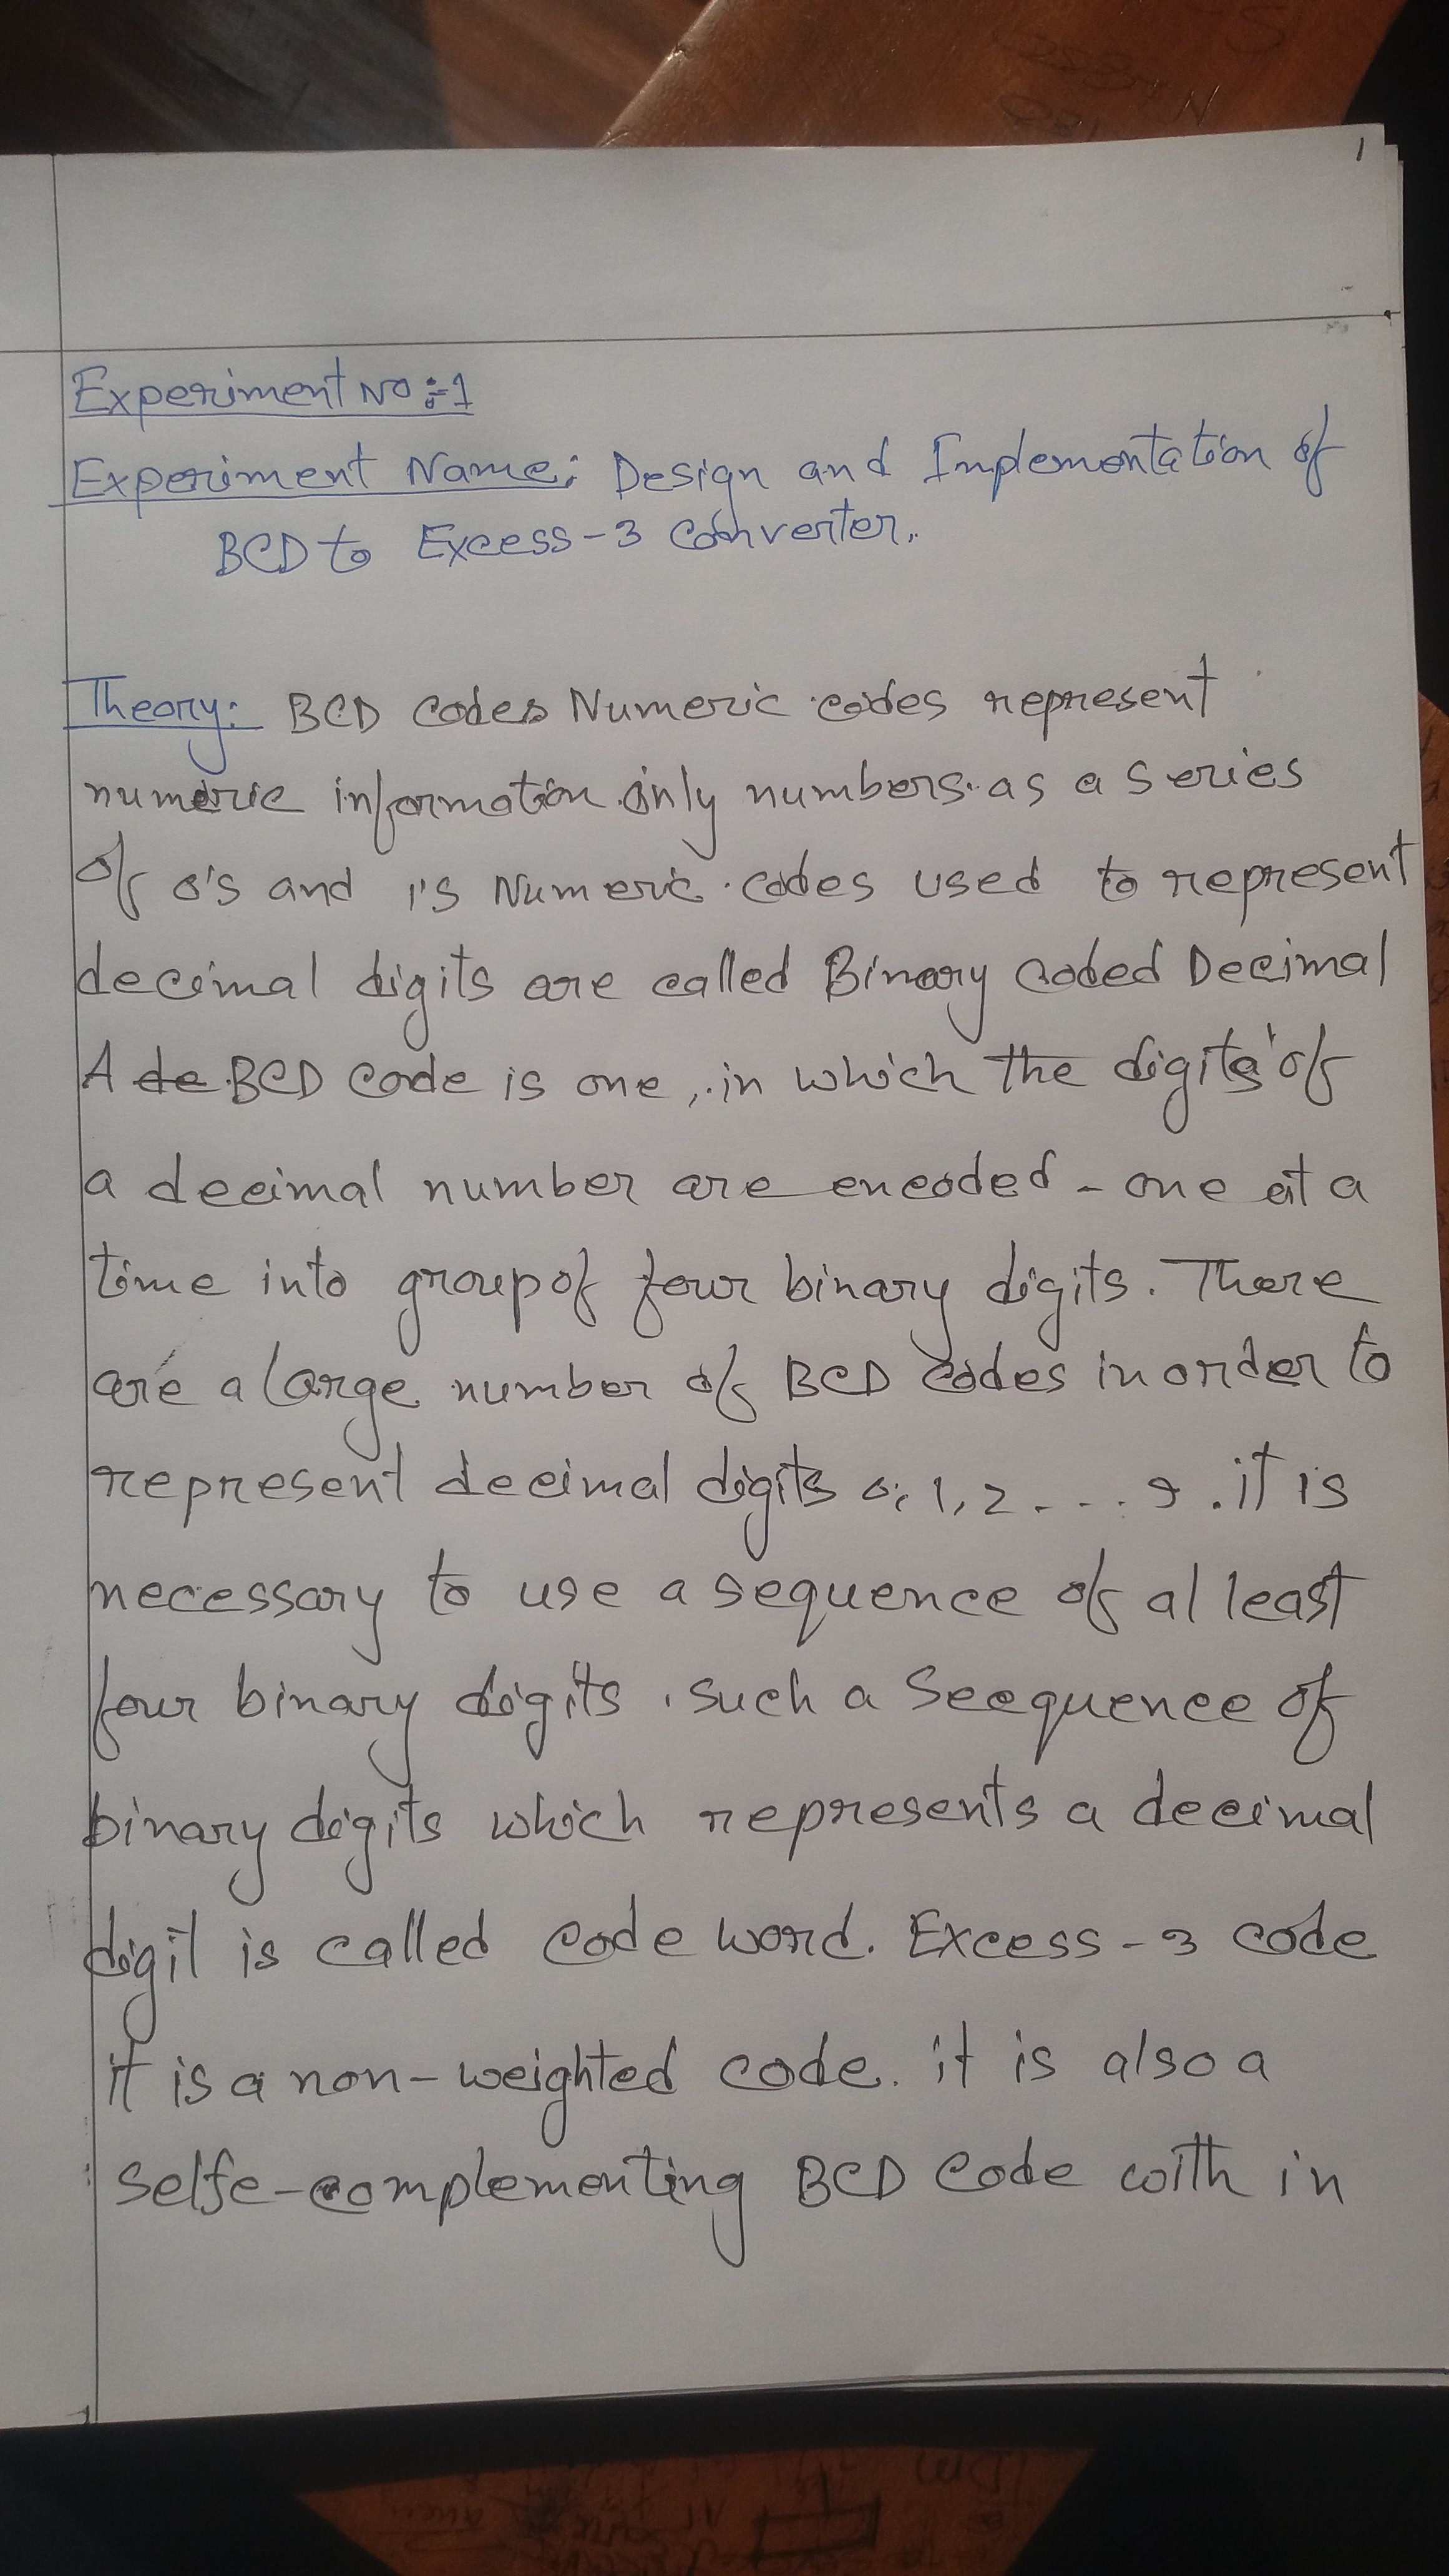 1
Experiment No:-1
Experiment Name: Design and Implementation of
BCD to Excess-3 Converter.
Theory: BCD codes Numeric codes represent
numeric information only numbers as a series
of 0's and 1's Numeric codes used to represent
decimal digits are called Binary Coded Decimal
A de BCD code is one, in which the digits of
a decimal number are encoded - one at a
time into group of four binary digits. There
are a large number of BCD codes in order to
represent decimal digits 0, 1, 2 - - . . 9 . it is
necessary to use a sequence of al least
four binary digits . such a Seequence of
binary digits which represents a decimal
digil is called code word. Excess-3 code
it is a non-weighted code. it is also a
Selfe-complementing BCD Code with in